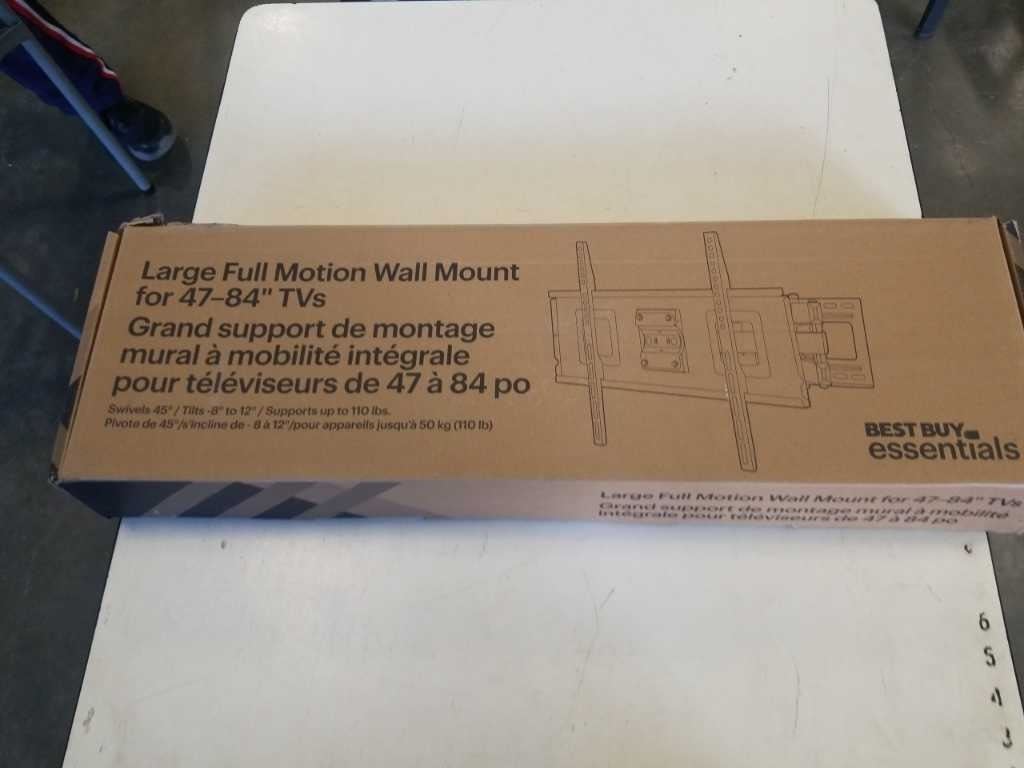 Large Full Motion Wall Mount
for 47–84" TVs
Grand support de montage
mural à mobilité intégrale
pour téléviseurs de 47 à 84 po
Swivels 45° / Tilts -8° to 12° / Supports up to 110 lbs.
Pivote de 45°/s'incline de - 8 à 12°/pour appareils jusqu'à 50 kg (110 lb)
BEST BUY
essentials
Large Full Motion Wall Mount for 47–84" TVs
Grand support de montage mural à mobilité
intégrale pour téléviseurs de 47 à 84 po
6
5
4
3